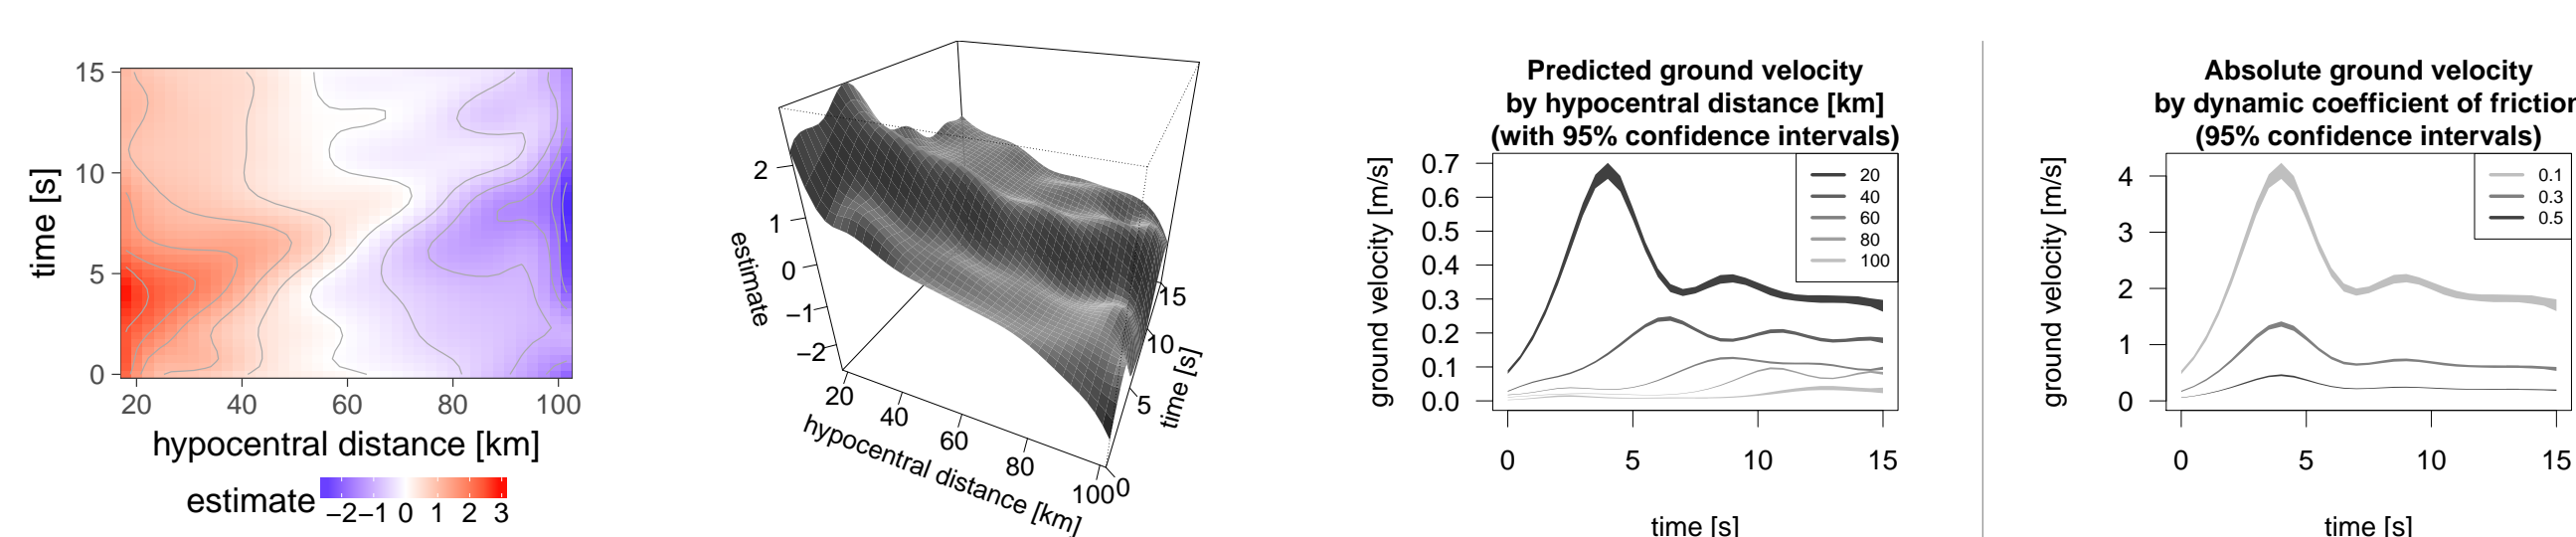 15
10
5
0
time [s]
20 40 60 80 100
hypocentral distance [km]
estimate
−2 −1 0 1 2 3
2
1
0
−1
−2
estimate
20
40
60
80
100
hypocentral distance [km]
0
5
10
15
time [s]
Predicted ground velocity
by hypocentral distance [km]
(with 95% confidence intervals)
0.7
0.6
0.5
0.4
0.3
0.2
0.1
0.0
ground velocity [m/s]
20
40
60
80
100
0 5 10 15
time [s]
Absolute ground velocity
by dynamic coefficient of friction
(95% confidence intervals)
4
3
2
1
0
ground velocity [m/s]
0.1
0.3
0.5
0 5 10 15
time [s]